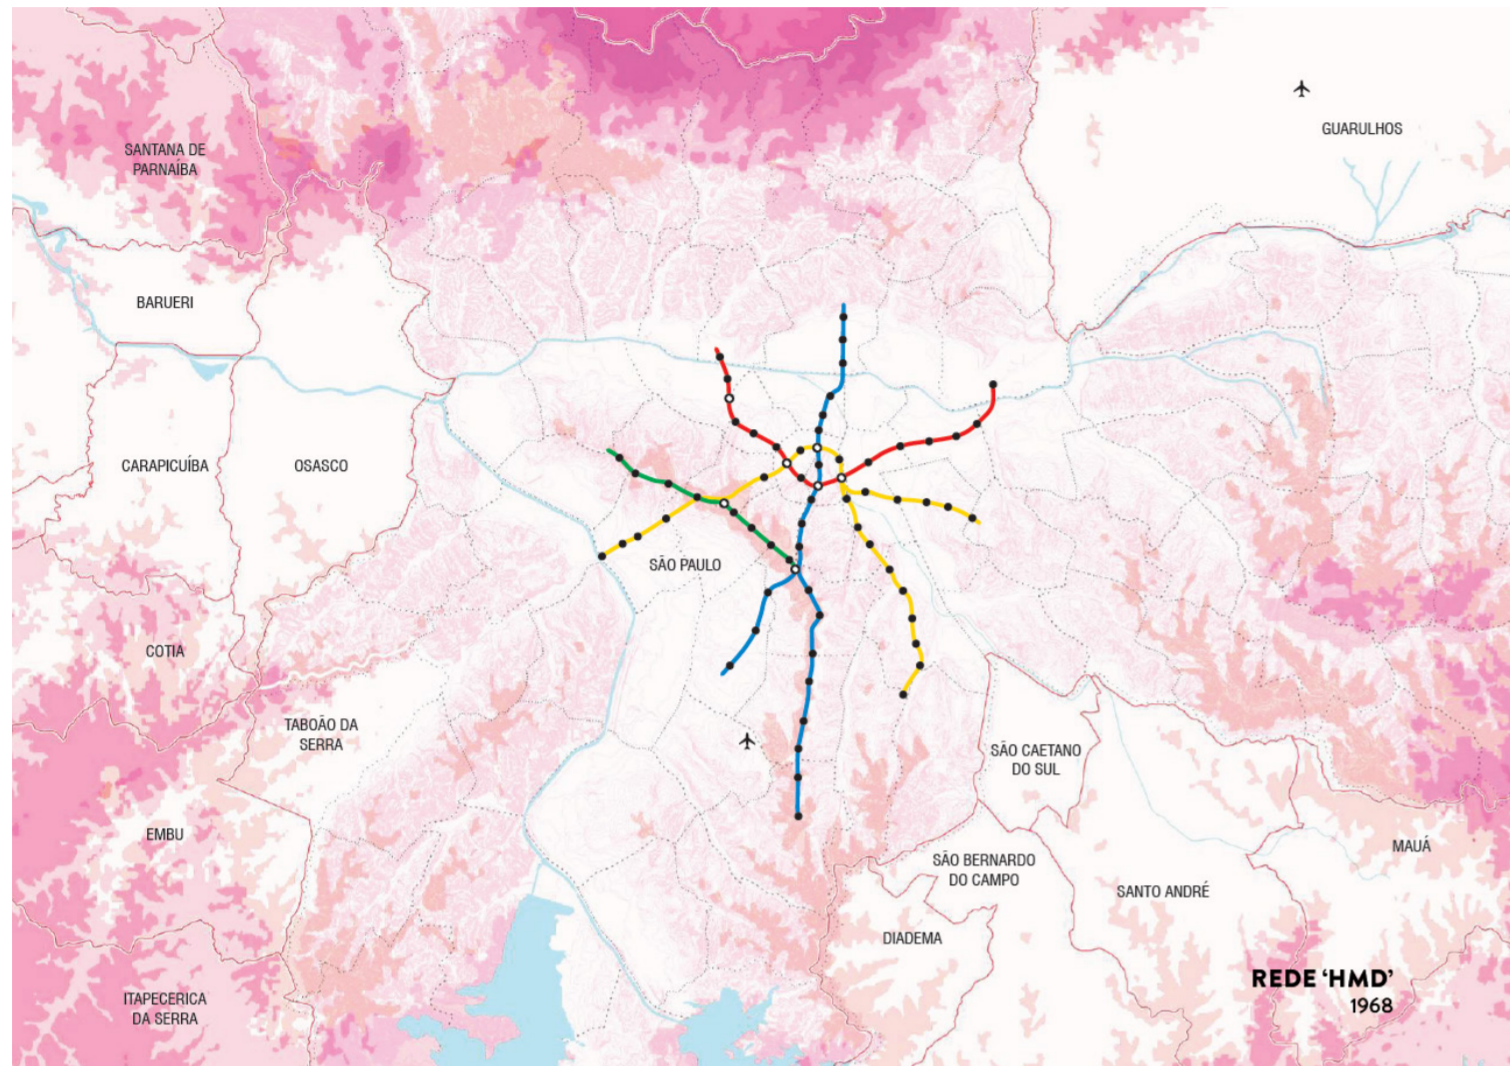 GUARULHOS
SANTANA DE
PARNAÍBA
BARUERI
CARAPICUÍBA
OSASCO
SÃO PAULO
COTIA
TABOÃO DA
SERRA
SÃO CAETANO
DO SUL
EMBU
MAUÁ
SÃO BERNARDO
DO CAMPO
SANTO ANDRÉ
DIADEMA
ITAPECERICA
DA SERRA
REDE ‘HMD’
1968